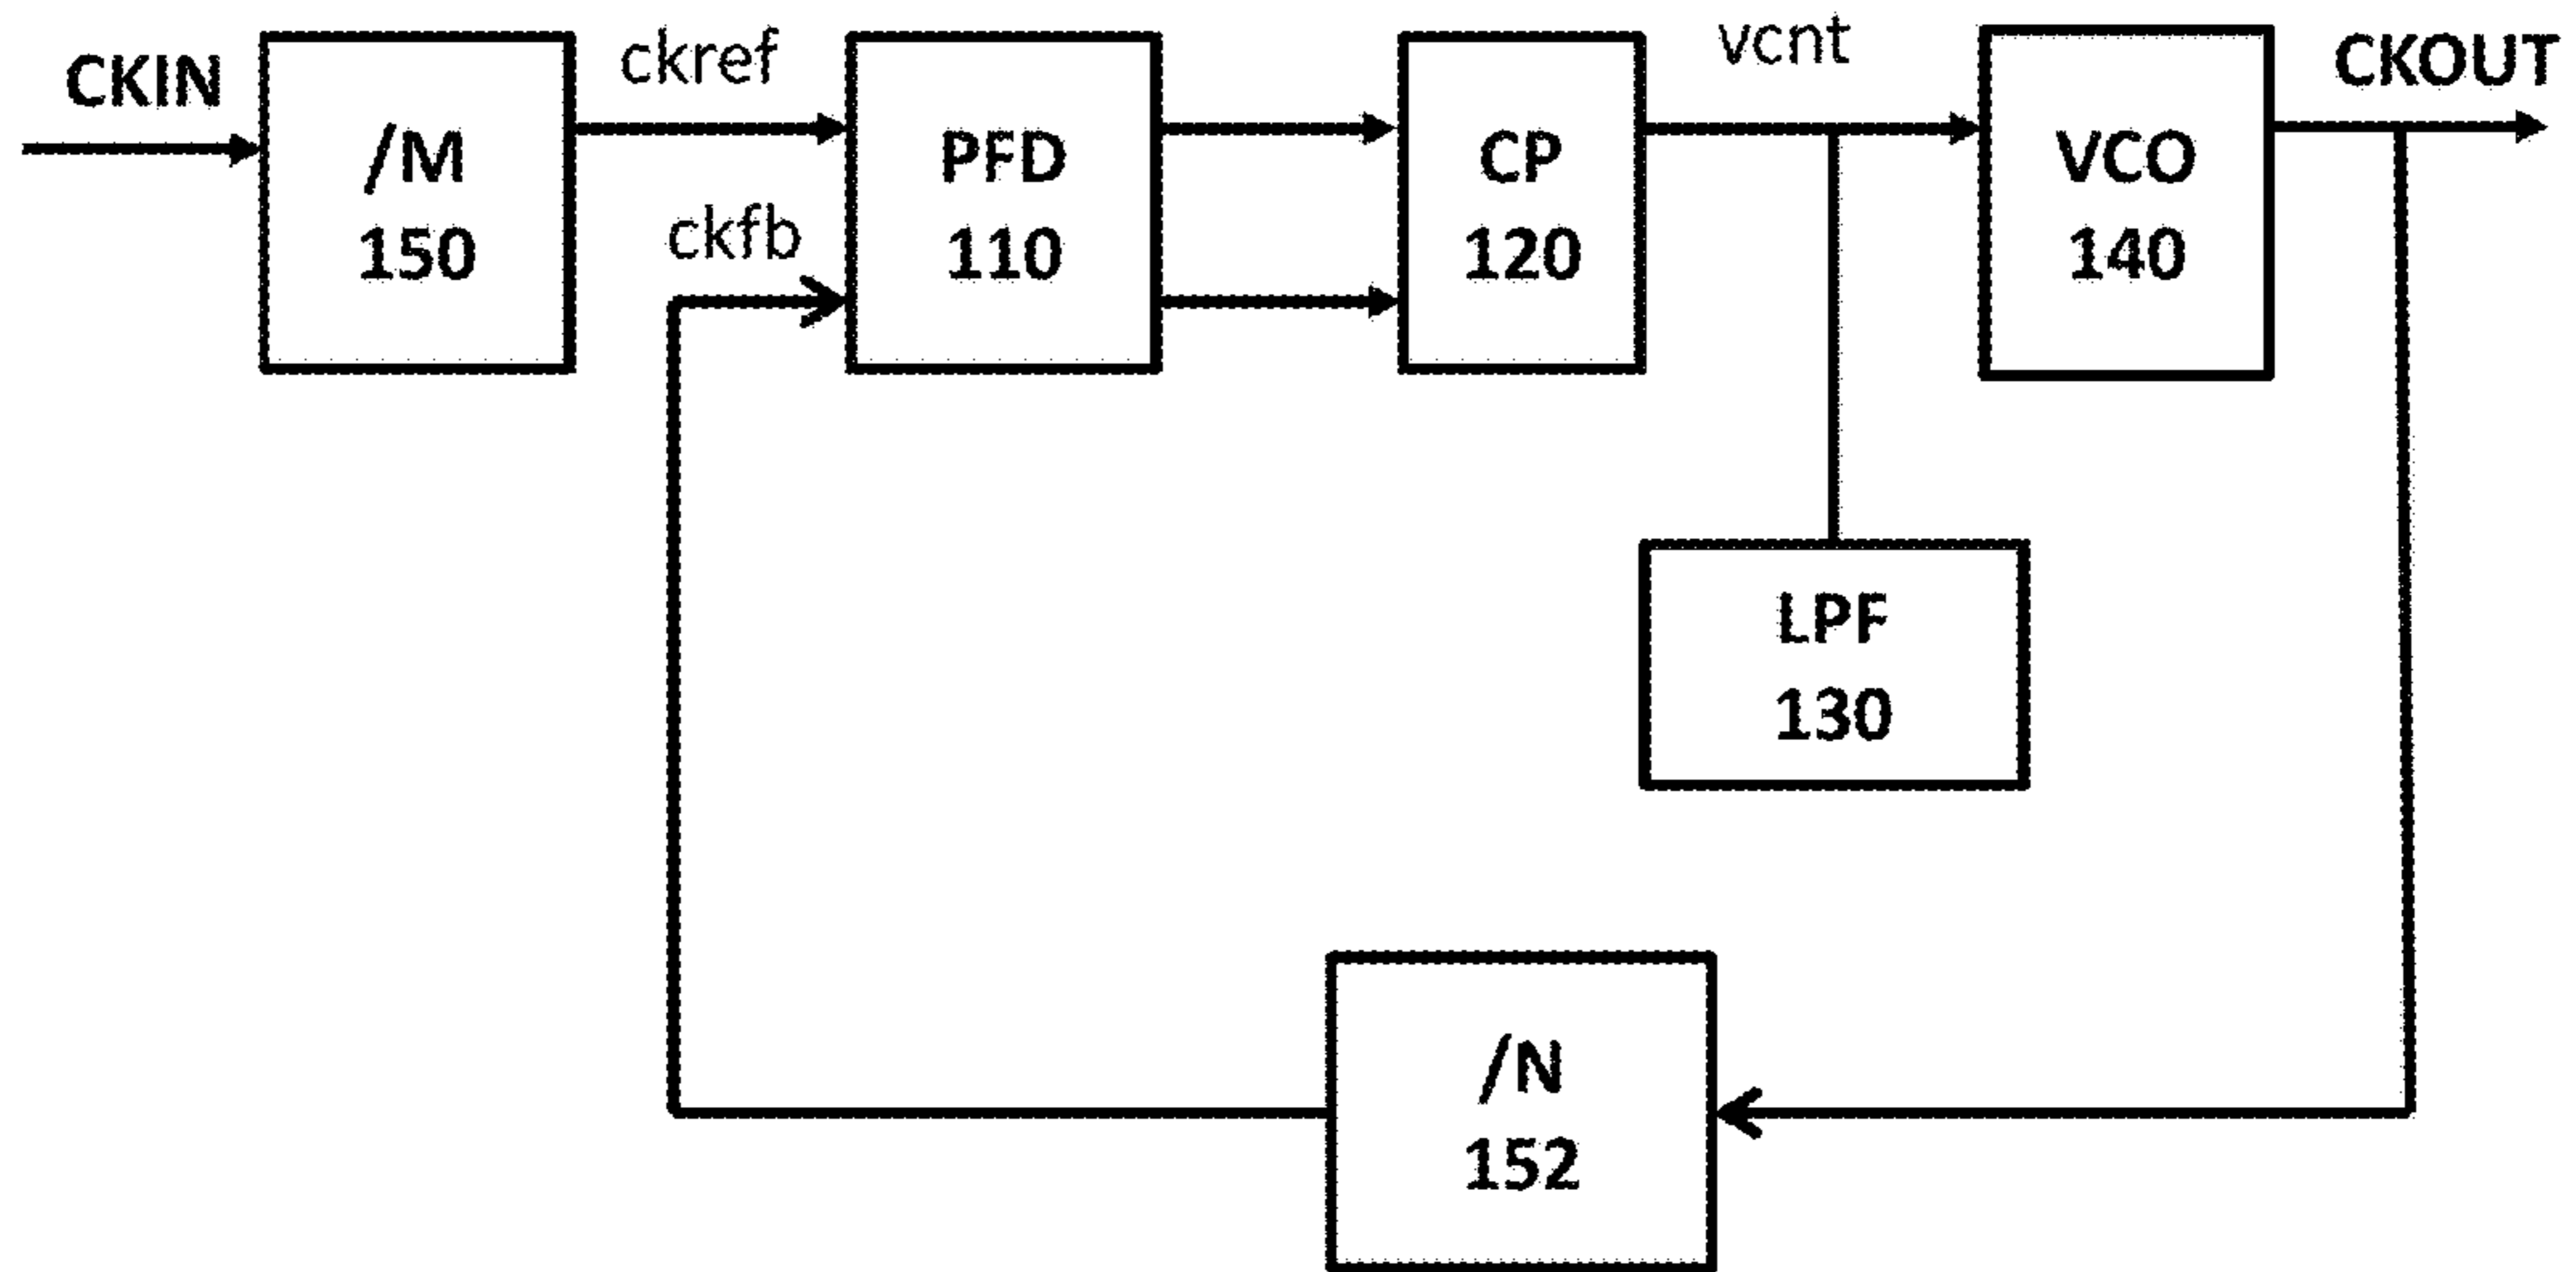 CKIN
/M
150
ckref
ckfb
PFD
110
CP
120
vcnt
VCO
140
CKOUT
LPF
130
/N
152